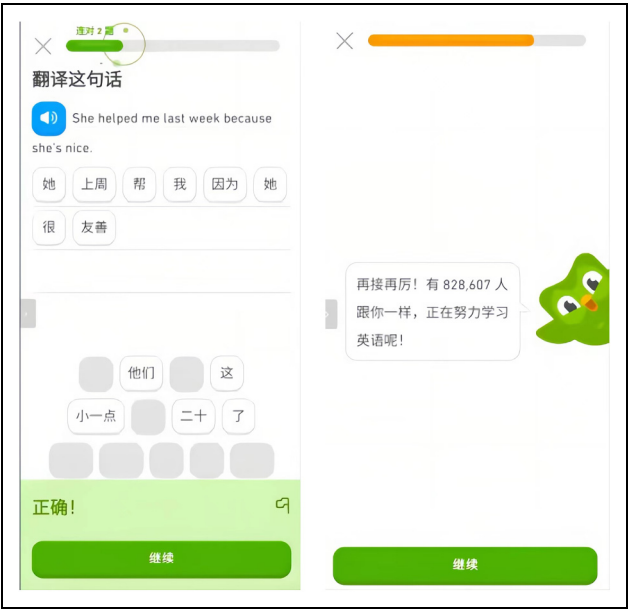 连对 2 题
翻译这句话
She helped me last week because
she's nice.
她 上周 帮 我 因为 她
很 友善
他们 这
小一点 二十 了
正确！
继续
再接再厉！有 828,607 人
跟你一样，正在努力学习
英语呢！
继续